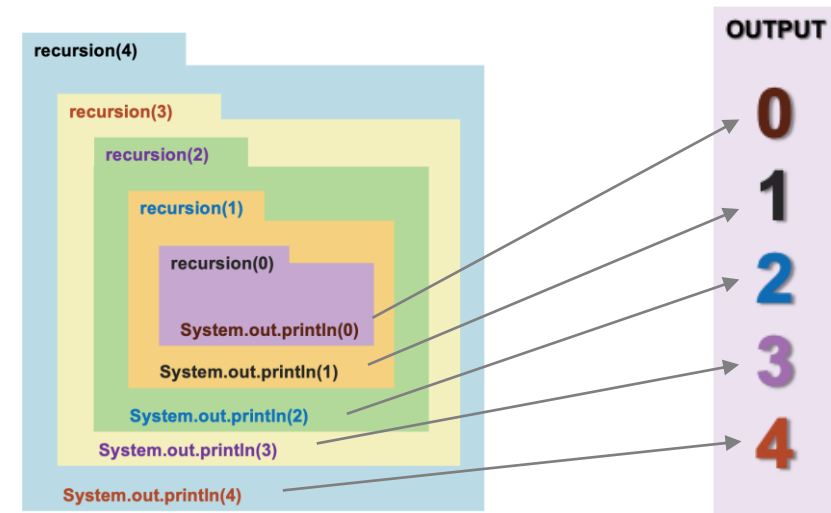 recursion(4)
recursion(3)
recursion(2)
recursion(1)
recursion(0)
System.out.println(0)
System.out.println(1)
System.out.println(2)
System.out.println(3)
System.out.println(4)
OUTPUT
0
1
2
3
4